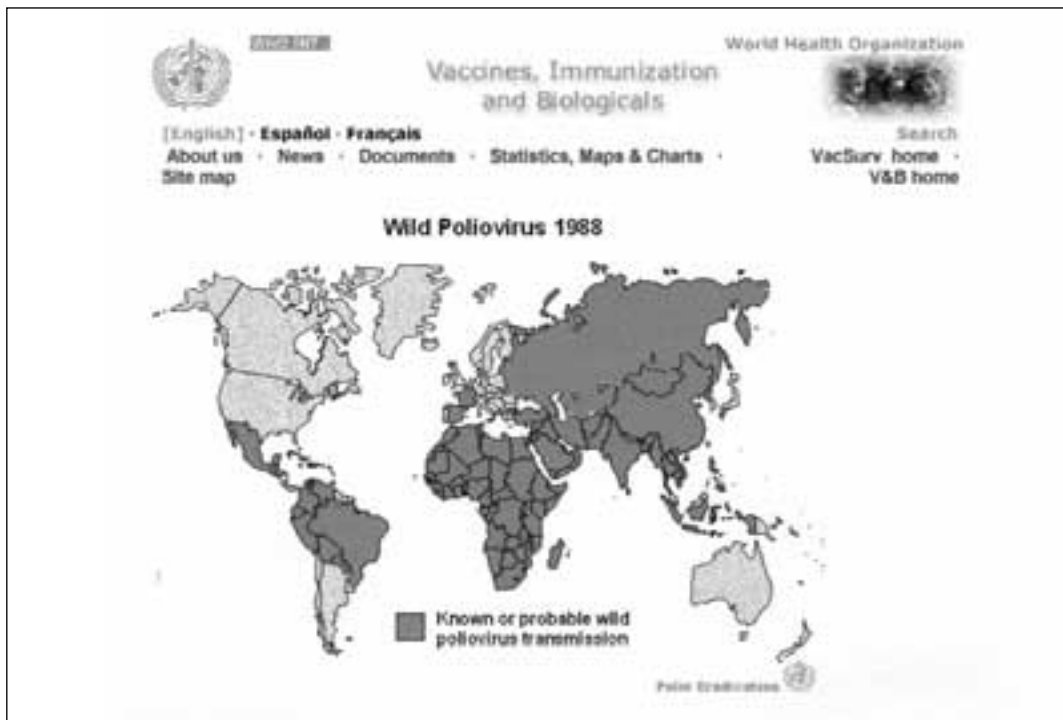 World Health Organization
Vaccines, Immunization
and Biologicals
[English] · Español · Français
Search
About us · News · Documents · Statistics, Maps & Charts ·
VacSurv home ·
Site map
V&B home
Wild Poliovirus 1988
Known or probable wild
poliovirus transmission
Polio Eradication